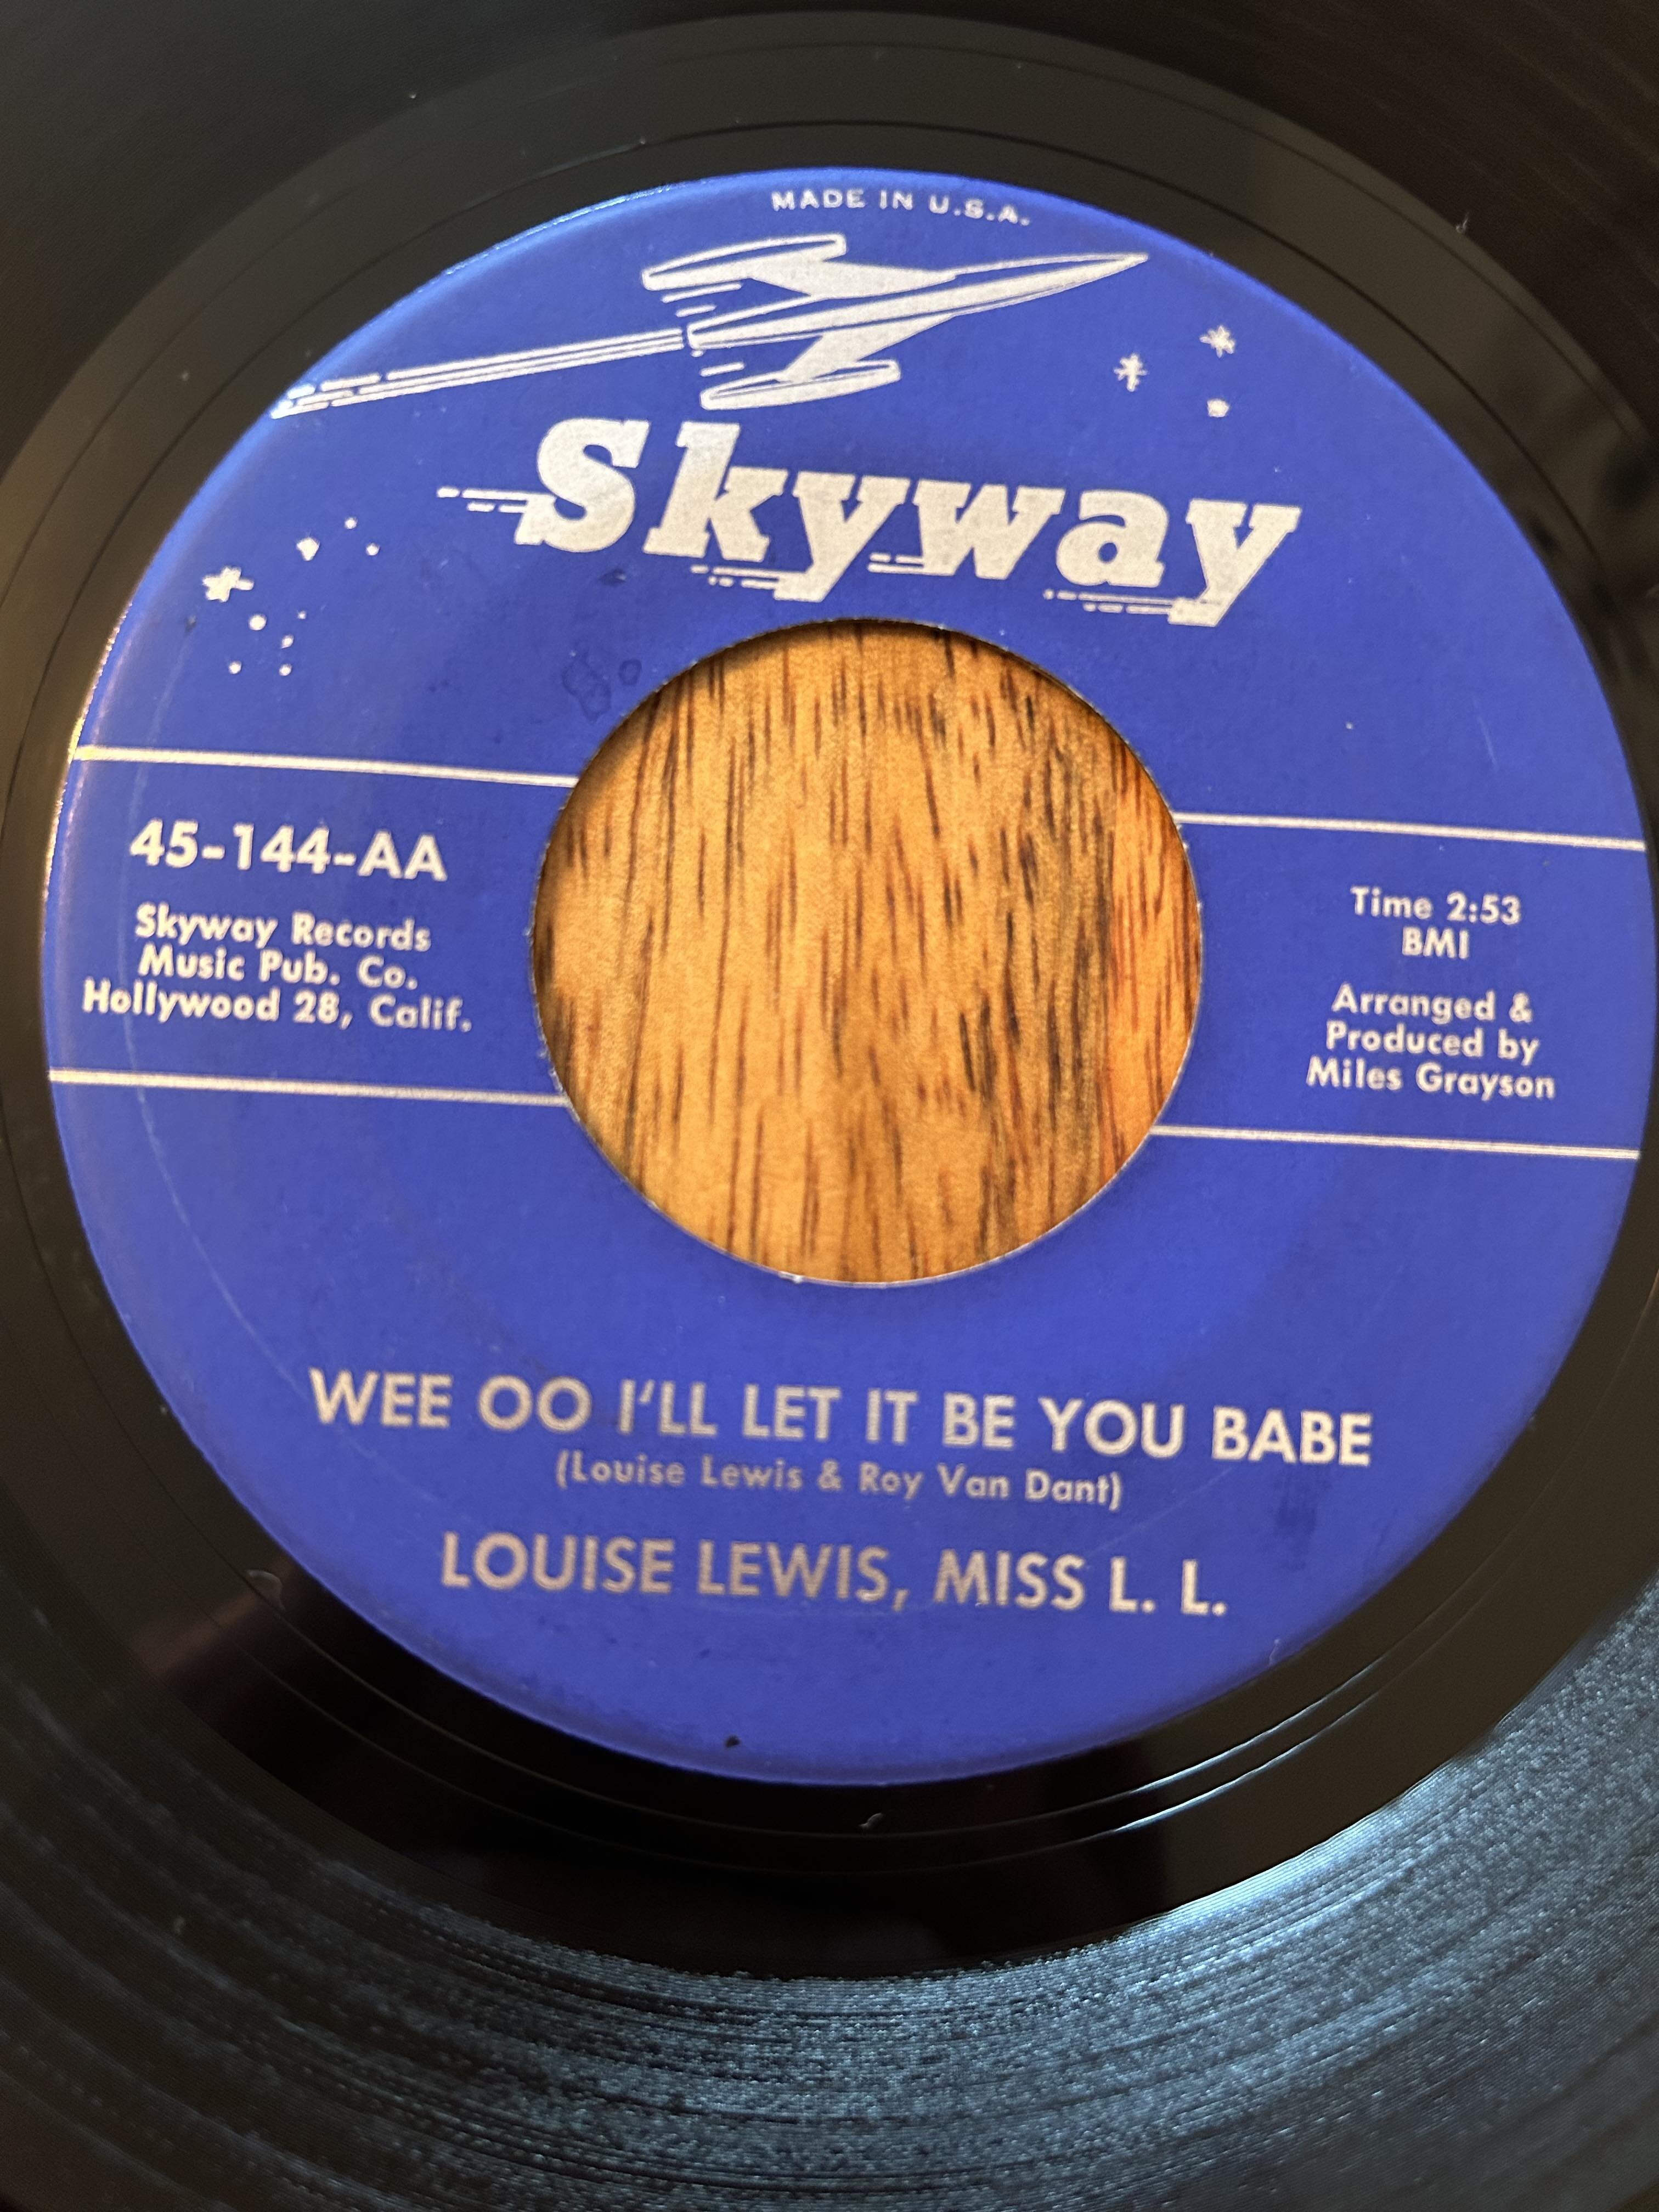 MADE IN U.S.A.
Skyway
45-144-AA
Skyway Records
Music Pub. Co.
Hollywood 28, Calif.
Time 2:53
BMI
Arranged &
Produced by
Miles Grayson
WEE OO I'LL LET IT BE YOU BABE
(Louise Lewis & Roy Van Dant)
LOUISE LEWIS, MISS L. L.